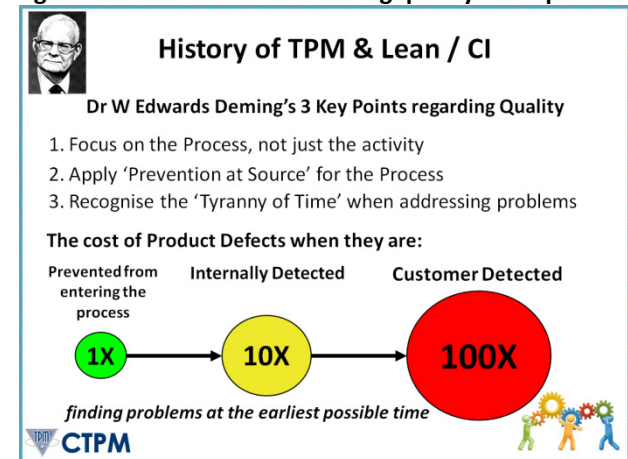 History of TPM & Lean / CI
Dr W Edwards Deming's 3 Key Points regarding Quality
1. Focus on the Process, not just the activity
2. Apply 'Prevention at Source' for the Process
3. Recognise the 'Tyranny of Time' when addressing problems
The cost of Product Defects when they are:
Prevented from
entering the
process
Internally Detected
Customer Detected
1X
10X
100X
finding problems at the earliest possible time
TPM CTPM